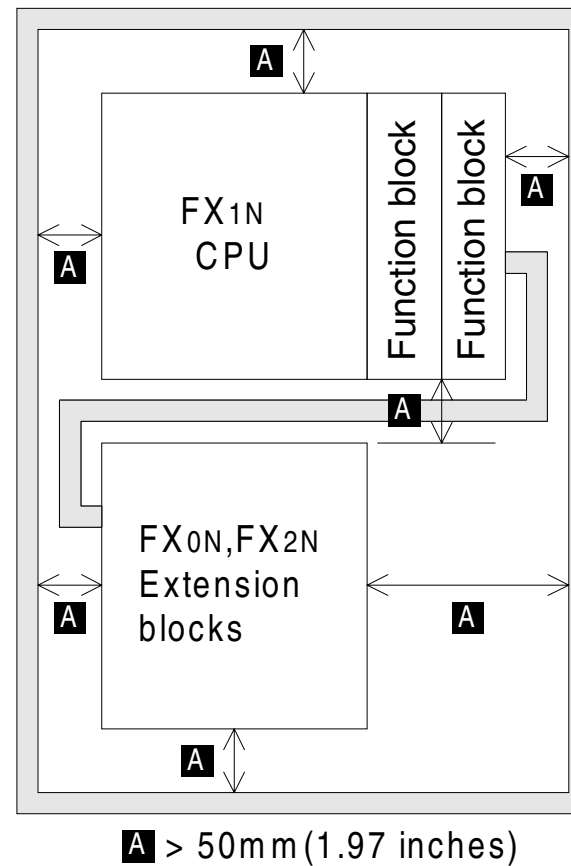 A
FX1N
CPU
Function block
Function block
A
A
A
FX0N,FX2N
Extension
blocks
A
A
A
A > 50mm(1.97 inches)